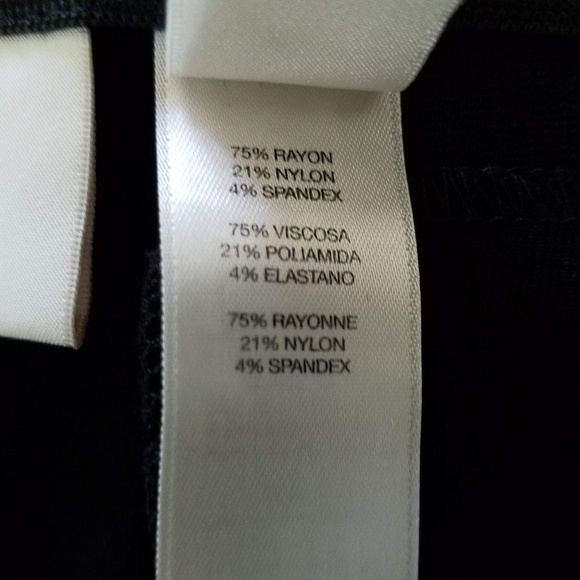 75% RAYON
21% NYLON
4% SPANDEX
75% VISCOSA
21% POLIAMIDA
4% ELASTANO
75% RAYONNE
21% NYLON
4% SPANDEX